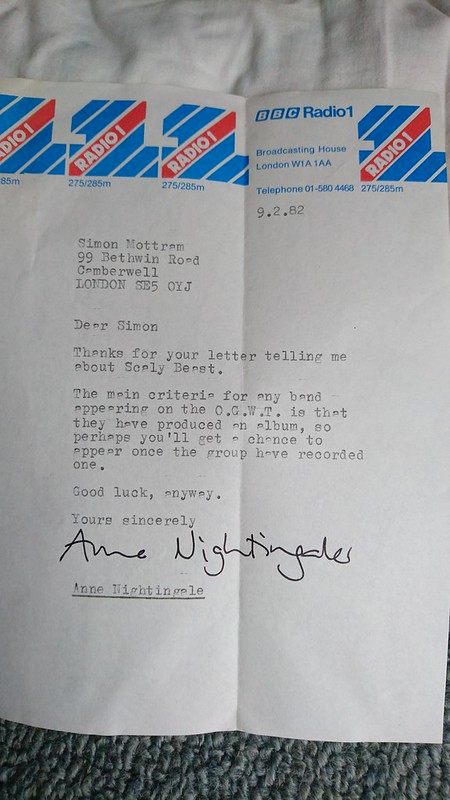 RADIO 1
275/285m
RADIO 1
275/285m
RADIO 1
275/285m
BBC Radio 1
Broadcasting House
London W1A 1AA
Telephone 01-580 4468
RADIO 1
275/285m
9.2.82
Simon Mottram
99 Bethwin Road
Camberwell
LONDON SE5 0YJ
Dear Simon
Thanks for your letter telling me
about Scaly Beast.
The main criteria for any band
appearing on the O.G.W.T. is that
they have produced an album, so
perhaps you'll get a chance to
appear once the group have recorded
one.
Good luck, anyway.
Yours sincerely
Anne Nightingale
Anne Nightingale